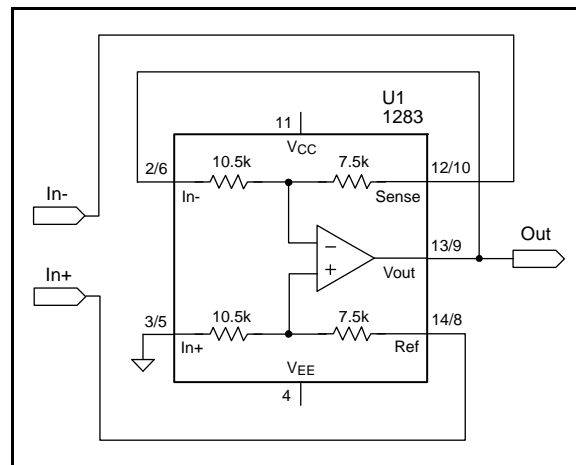 U1
1283
11
VCC
2/6
10.5k
7.5k
12/10
In-
In-
Sense
13/9
Out
Vout
In+
3/5
10.5k
7.5k
14/8
In+
Ref
VEE
4